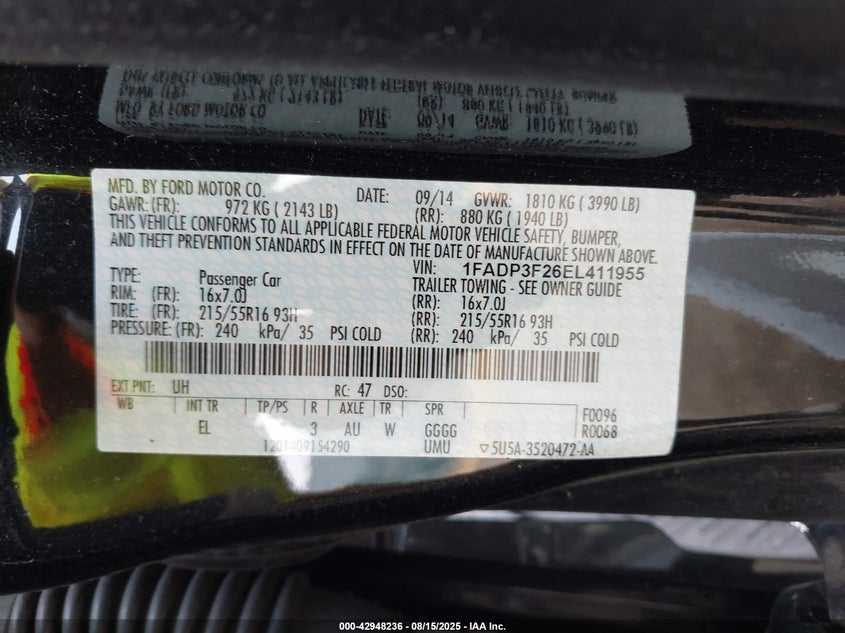 MFD. BY FORD MOTOR CO. DATE: 09/14 GVWR: 1810 KG ( 3990 LB)
GAWR: (FR): 972 KG ( 2143 LB) (RR): 880 KG ( 1940 LB)
THIS VEHICLE CONFORMS TO ALL APPLICABLE FEDERAL MOTOR VEHICLE SAFETY, BUMPER,
AND THEFT PREVENTION STANDARDS IN EFFECT ON THE DATE OF MANUFACTURE SHOWN ABOVE.
VIN: 1FADP3F26EL411955
TYPE: Passenger Car TRAILER TOWING - SEE OWNER GUIDE
RIM: (FR): 16x7.0J (RR): 16x7.0J
TIRE: (FR): 215/55R16 93H (RR): 215/55R16 93H
PRESSURE: (FR): 240 kPa/ 35 PSI COLD (RR): 240 kPa/ 35 PSI COLD
EXT PNT: UH RC: 47 DSO:
WB INT TR TP/PS R AXLE TR SPR F0096
EL 3 AU W GGGG R0068
1201409154290 UMU ▽5U5A-3520472-AA
000-42948236 - 08/15/2025 - IAA Inc.